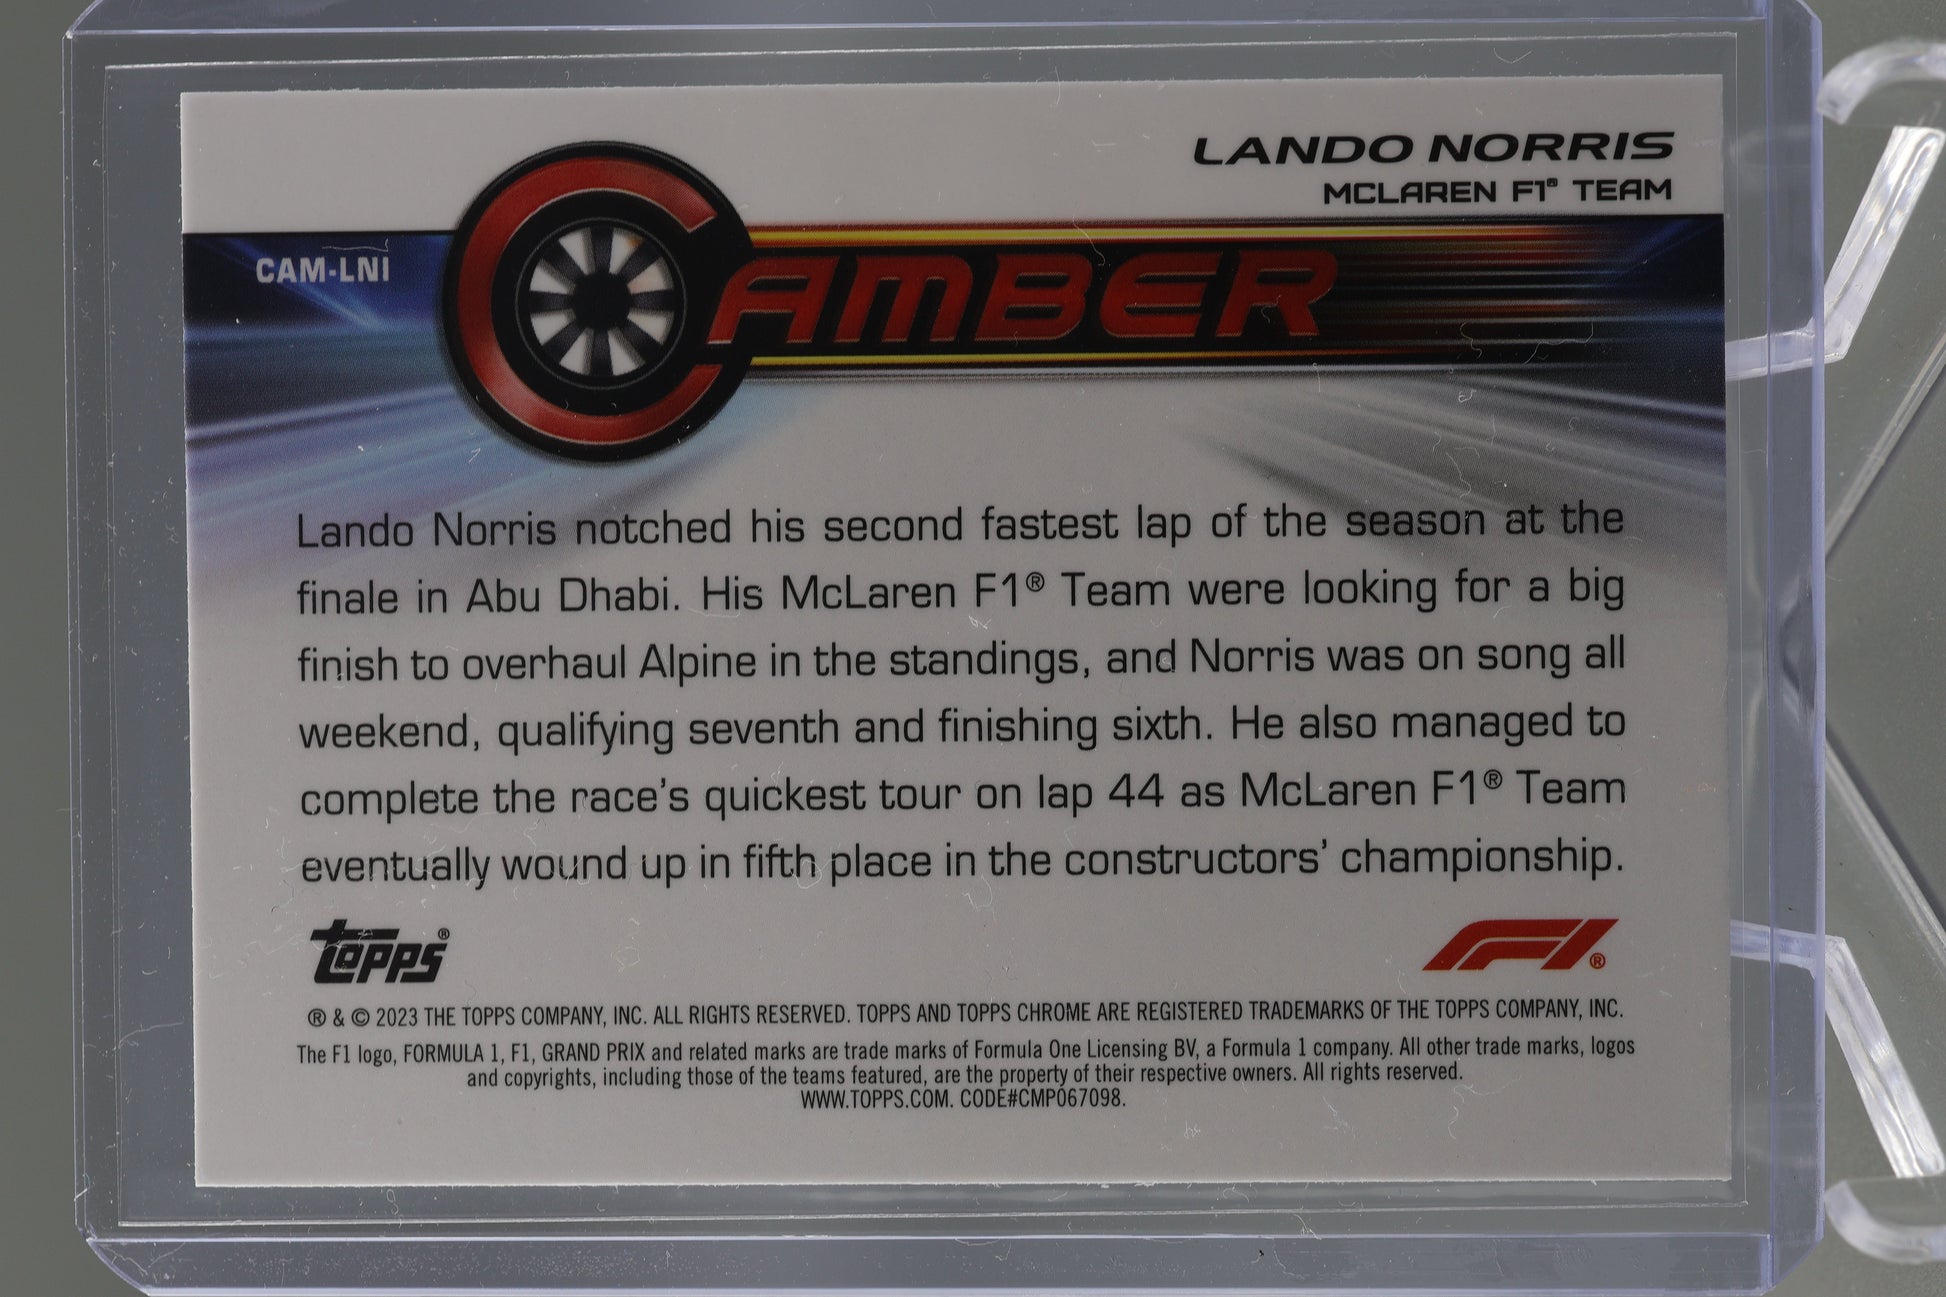 LANDO NORRIS
MCLAREN F1® TEAM
CAM-LNI
CAMBER
Lando Norris notched his second fastest lap of the season at the
finale in Abu Dhabi. His McLaren F1® Team were looking for a big
finish to overhaul Alpine in the standings, and Norris was on song all
weekend, qualifying seventh and finishing sixth. He also managed to
complete the race's quickest tour on lap 44 as McLaren F1® Team
eventually wound up in fifth place in the constructors' championship.
Topps®
F1®
® & © 2023 THE TOPPS COMPANY, INC. ALL RIGHTS RESERVED. TOPPS AND TOPPS CHROME ARE REGISTERED TRADEMARKS OF THE TOPPS COMPANY, INC.
The F1 logo, FORMULA 1, F1, GRAND PRIX and related marks are trade marks of Formula One Licensing BV, a Formula 1 company. All other trade marks, logos
and copyrights, including those of the teams featured, are the property of their respective owners. All rights reserved.
WWW.TOPPS.COM. CODE#CMP067098.